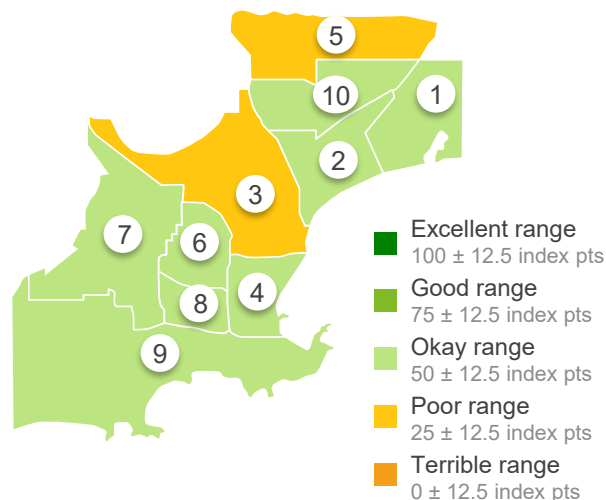 5
10
1
2
3
7
6
4
8
9
Excellent range
100 ± 12.5 index pts
Good range
75 ± 12.5 index pts
Okay range
50 ± 12.5 index pts
Poor range
25 ± 12.5 index pts
Terrible range
0 ± 12.5 index pts